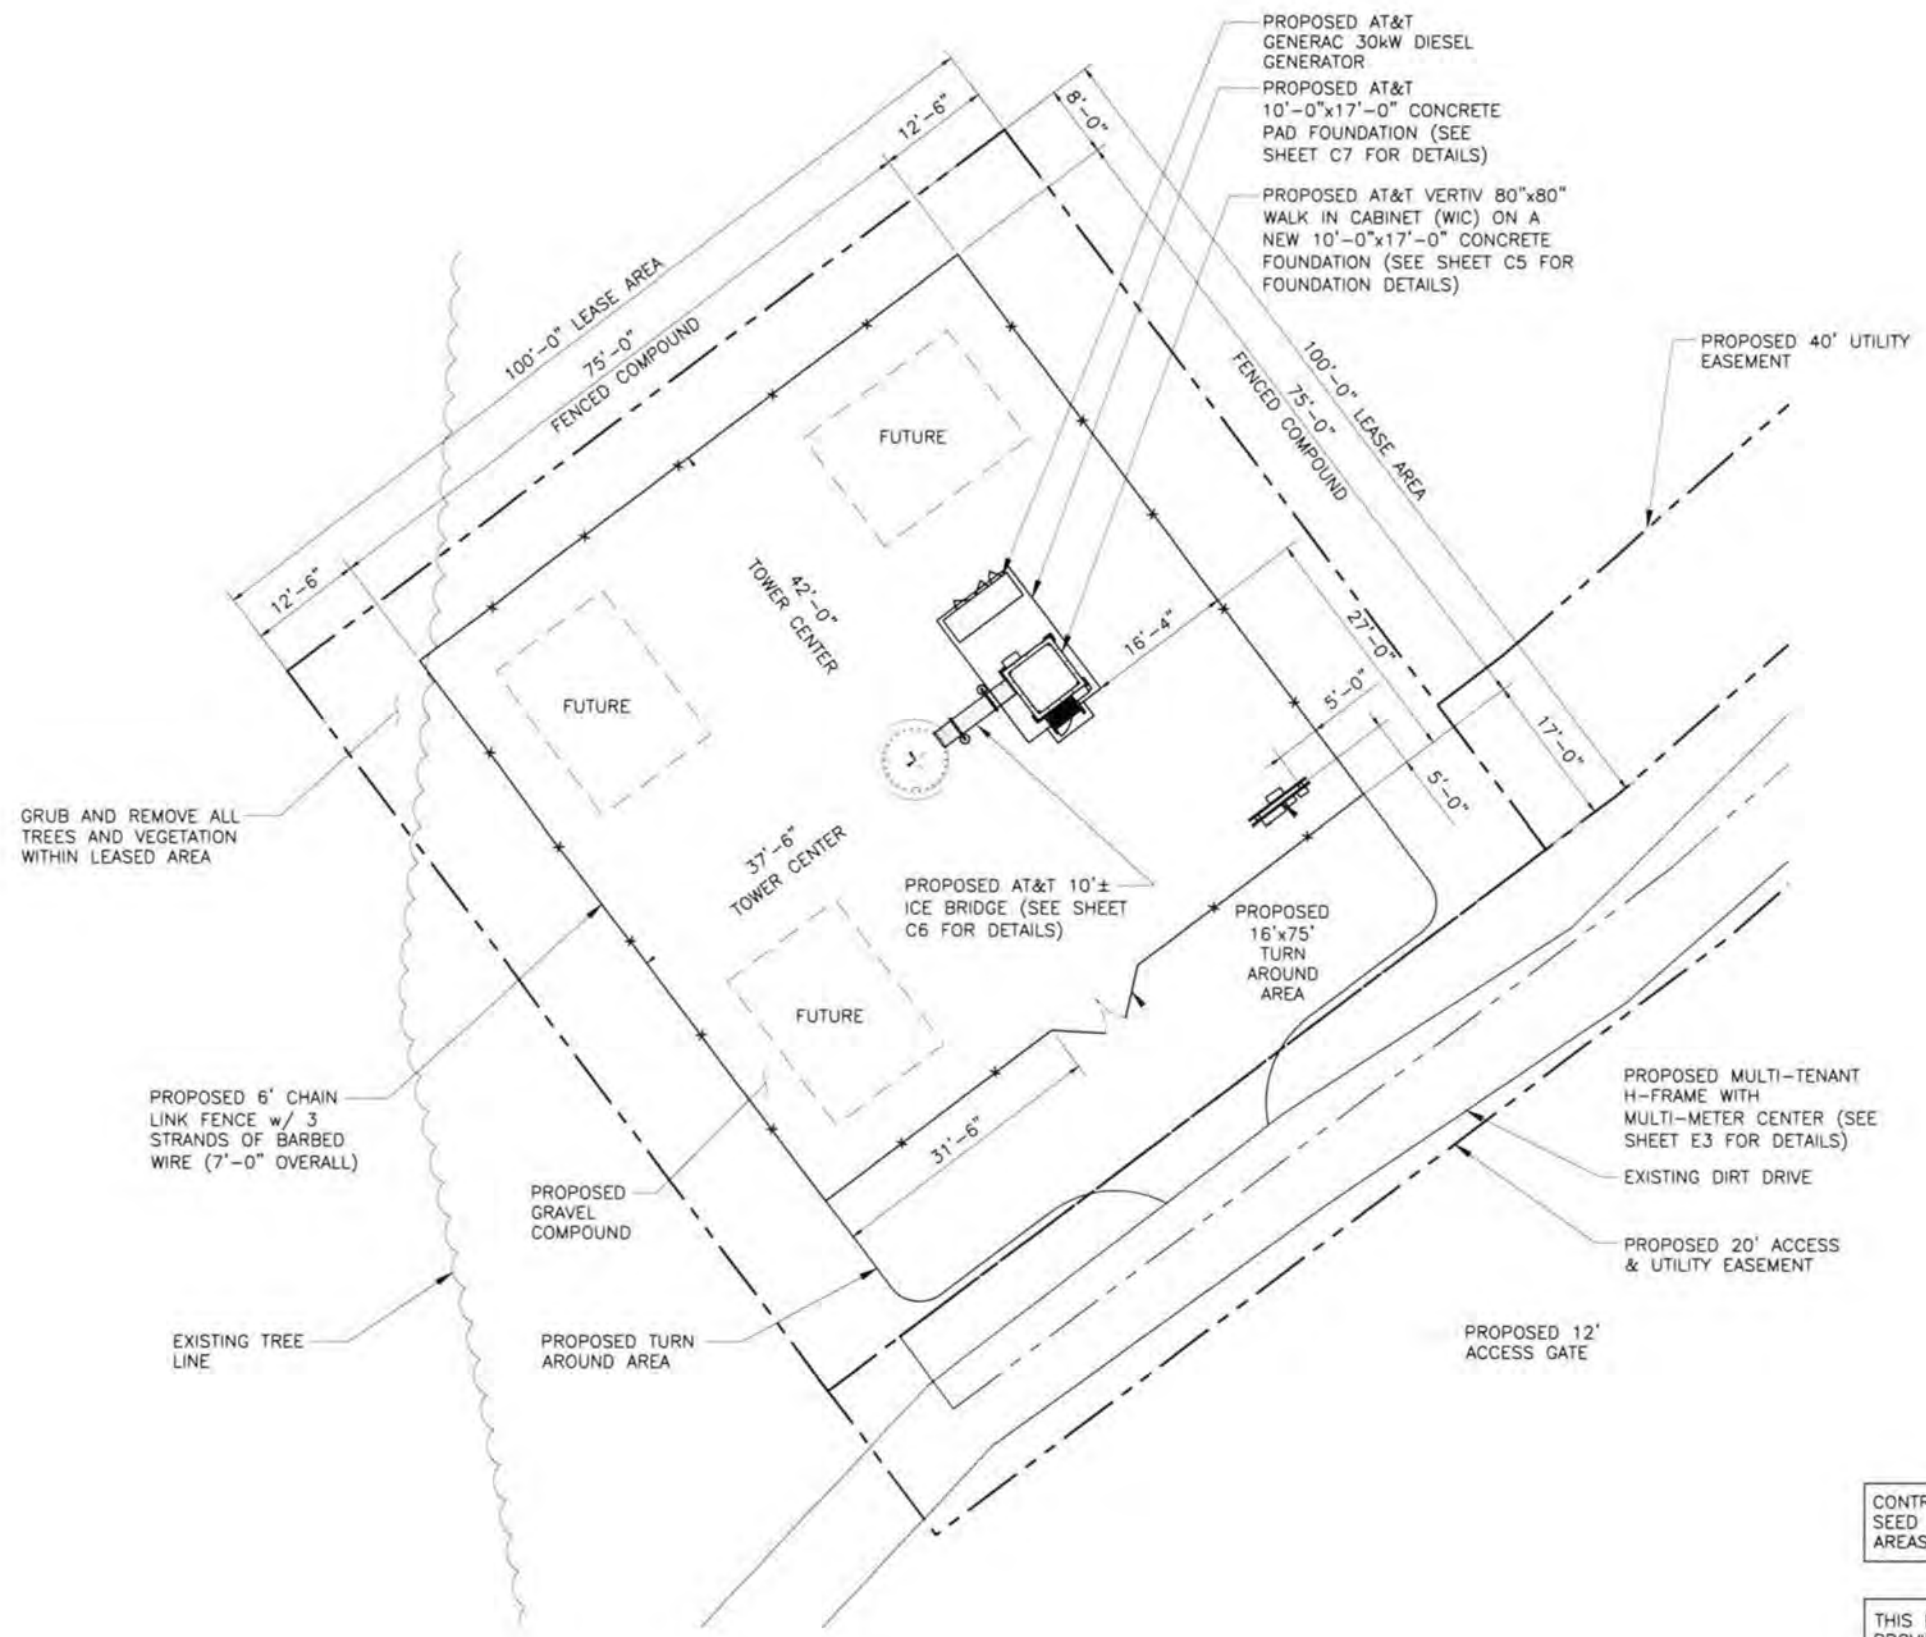 PROPOSED AT&T
GENERAC 30kW DIESEL
GENERATOR
PROPOSED AT&T
10'-0"x17'-0" CONCRETE
PAD FOUNDATION (SEE
SHEET C7 FOR DETAILS)
PROPOSED AT&T VERTIV 80"x80"
WALK IN CABINET (WIC) ON A
NEW 10'-0"x17'-0" CONCRETE
FOUNDATION (SEE SHEET C5 FOR
FOUNDATION DETAILS)
12'-6"
8'-0"
100'-0" LEASE AREA
75'-0"
FENCED COMPOUND
12'-6"
100'-0" LEASE AREA
75'-0"
FENCED COMPOUND
PROPOSED 40' UTILITY
EASEMENT
FUTURE
42'-0"
TOWER CENTER
16'-4"
27'-0"
5'-0"
17'-0"
5'-0"
FUTURE
GRUB AND REMOVE ALL
TREES AND VEGETATION
WITHIN LEASED AREA
37'-6"
TOWER CENTER
PROPOSED AT&T 10'±
ICE BRIDGE (SEE SHEET
C6 FOR DETAILS)
PROPOSED
16'x75'
TURN
AROUND
AREA
FUTURE
PROPOSED 6' CHAIN
LINK FENCE w/ 3
STRANDS OF BARBED
WIRE (7'-0" OVERALL)
31'-6"
PROPOSED MULTI-TENANT
H-FRAME WITH
MULTI-METER CENTER (SEE
SHEET E3 FOR DETAILS)
EXISTING DIRT DRIVE
PROPOSED
GRAVEL
COMPOUND
PROPOSED 20' ACCESS
& UTILITY EASEMENT
EXISTING TREE
LINE
PROPOSED TURN
AROUND AREA
PROPOSED 12'
ACCESS GATE
CONTR
SEED
AREAS
THIS